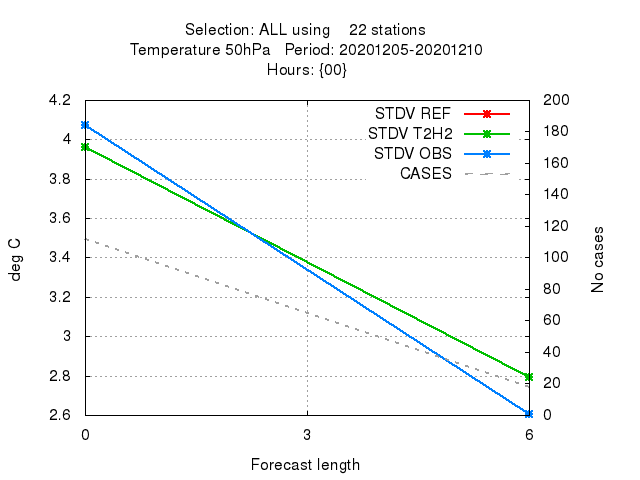 Selection: ALL using 22 stations
Temperature 50hPa Period: 20201205-20201210
Hours: {00}
4.2
4
3.8
3.6
3.4
3.2
3
2.8
2.6
deg C
STDV REF
STDV T2H2
STDV OBS
CASES
200
180
160
140
120
100
80
60
40
20
0
No cases
0 3 6
Forecast length